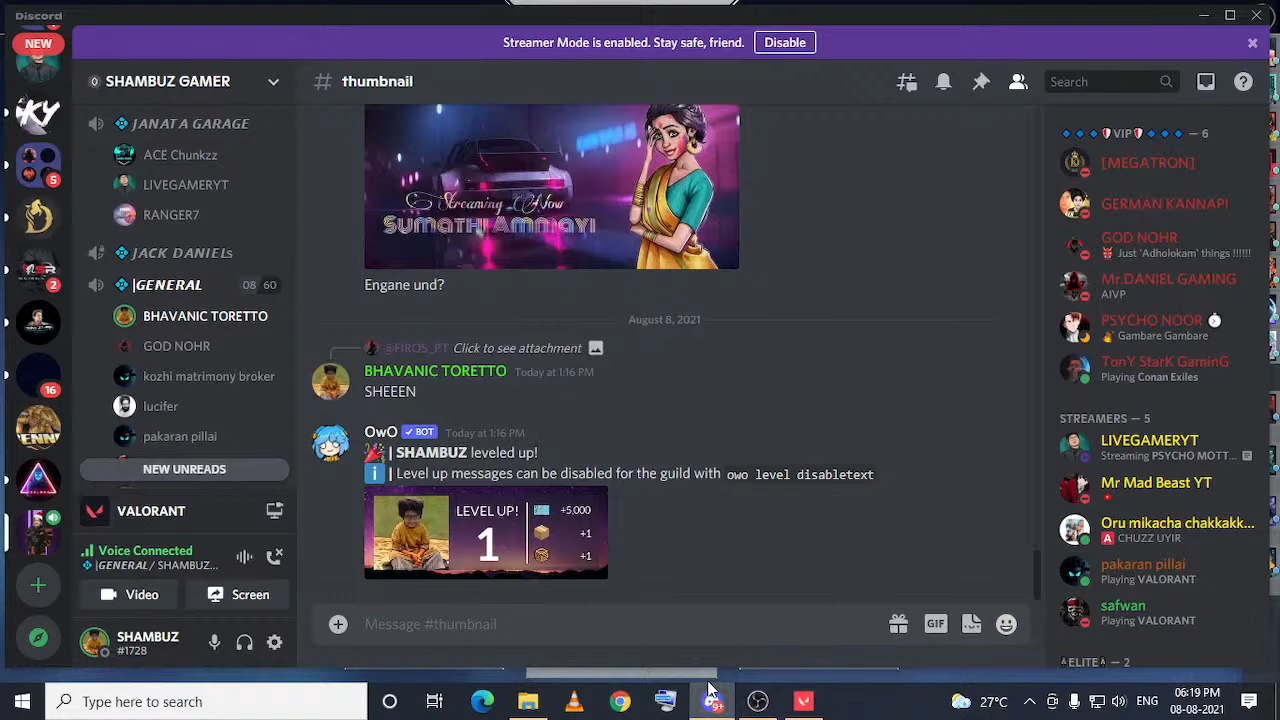 Discord
Streamer Mode is enabled. Stay safe, friend. Disable
NEW
SHAMBUZ GAMER
# thumbnail
Search
KY
JANATA GARAGE
ACE Chunkzz
LIVEGAMERYT
RANGER7
JACK DANIELs
|GENERAL 08 60
BHAVANIC TORETTO
GOD NOHR
kozhi matrimony broker
lucifer
pakaran pillai
NEW UNREADS
VALORANT
Voice Connected
|GENERAL / SHAMBUZ...
Video
Screen
SHAMBUZ
#1728
5
2
16
Streaming Now
SUMATHI AMMAYI
Engane und?
August 8, 2021
@FIROS_PT Click to see attachment
BHAVANIC TORETTO Today at 1:16 PM
SHEEEN
OwO BOT Today at 1:16 PM
| SHAMBUZ leveled up!
i | Level up messages can be disabled for the guild with owo level disabletext
LEVEL UP!
1
+5,000
+1
+1
Message #thumbnail
GIF
VIP — 6
[MEGATRON]
GERMAN KANNAPI
GOD NOHR
Just 'Adholokam' things !!!!!!
Mr.DANIEL GAMING
AIVP
PSYCHO NOOR
Gambare Gambare
TonY StarK GaminG
Playing Conan Exiles
STREAMERS — 5
LIVEGAMERYT
Streaming PSYCHO MOTT...
Mr Mad Beast YT
Oru mikacha chakkakk...
A CHUZZ UYIR
pakaran pillai
Playing VALORANT
safwan
Playing VALORANT
ELITE — 2
Type here to search
9+
27°C
ENG
06:19 PM
08-08-2021